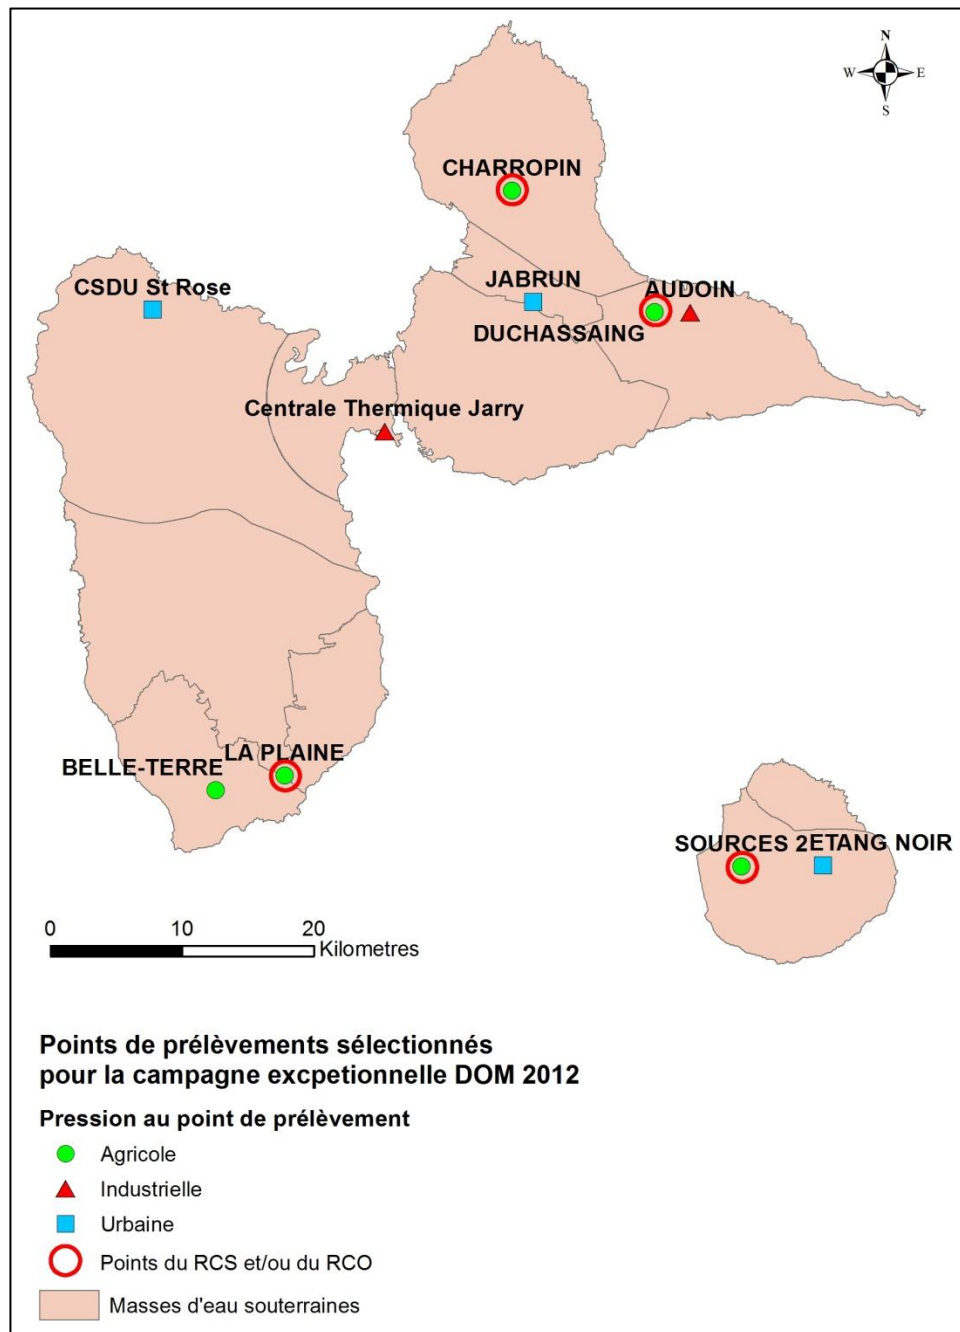 N
W E
S
CHARROPIN
CSDU St Rose
JABRUN
AUDOIN
DUCHASSAING
Centrale Thermique Jarry
LA PLAINE
BELLE-TERRE
SOURCES 2ETANG NOIR
0 10 20
Kilometres
Points de prélèvements sélectionnés
pour la campagne excpetionnelle DOM 2012
Pression au point de prélèvement
Agricole
Industrielle
Urbaine
Points du RCS et/ou du RCO
Masses d'eau souterraines